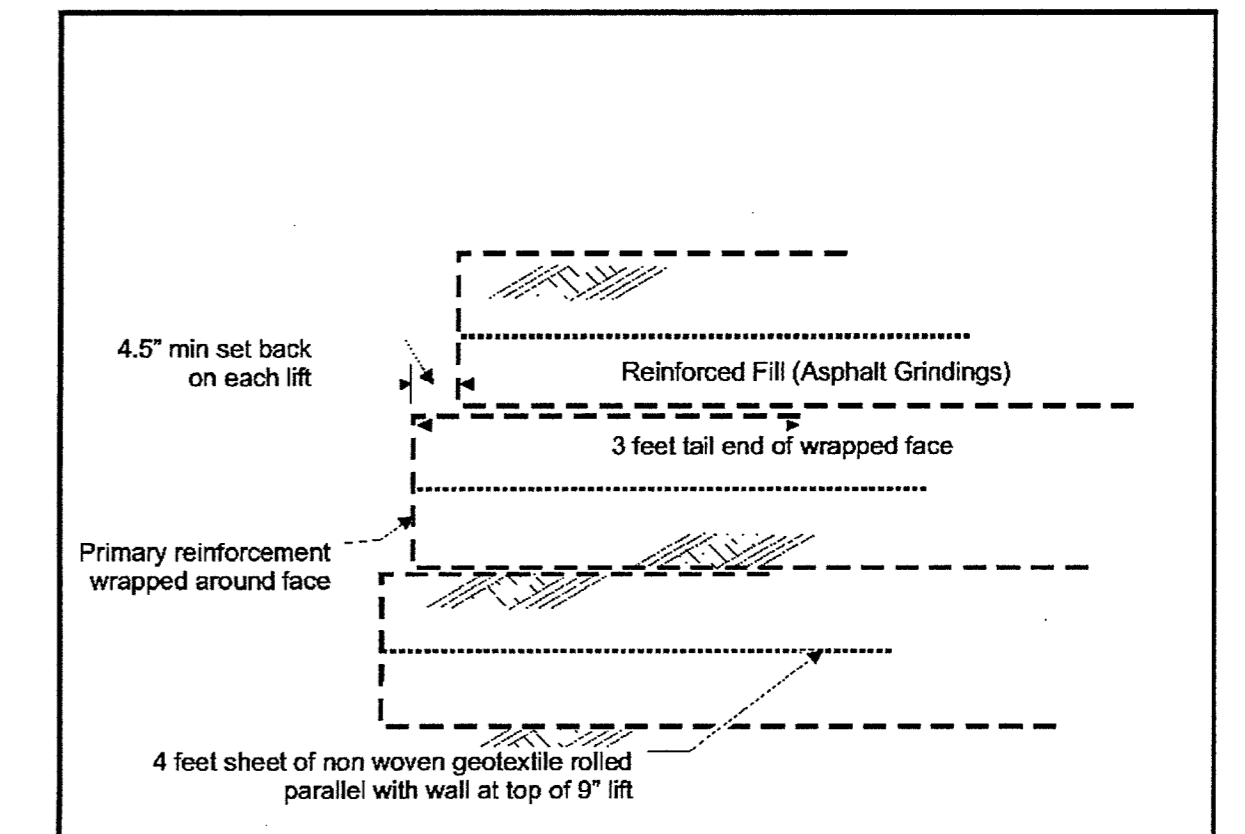 4.5" min set back
on each lift
Reinforced Fill (Asphalt Grindings)
3 feet tail end of wrapped face
Primary reinforcement
wrapped around face
4 feet sheet of non woven geotextile rolled
parallel with wall at top of 9" lift